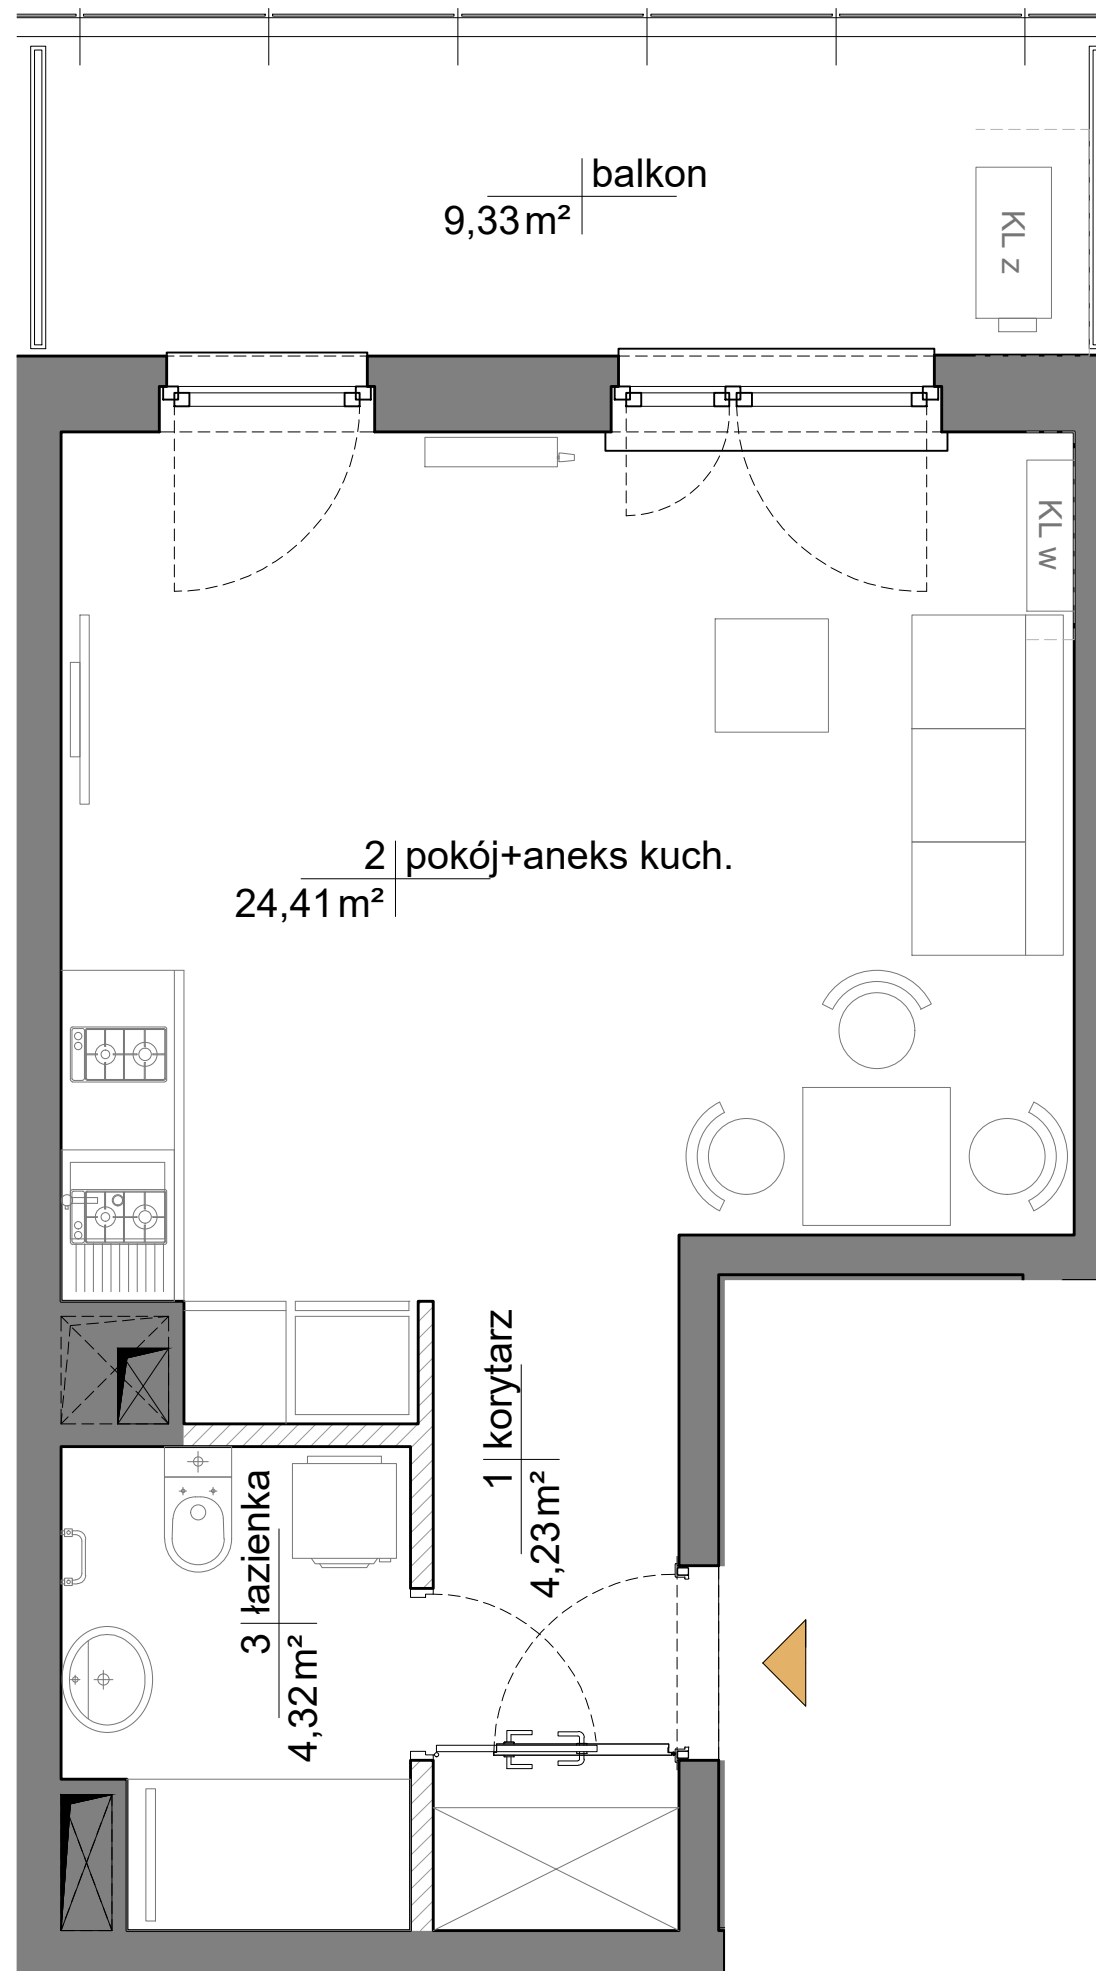 balkon
9,33 m²
KL z
KL w
2 pokój+aneks kuch.
24,41 m²
1 korytarz
4,23 m²
3 łazienka
4,32 m²